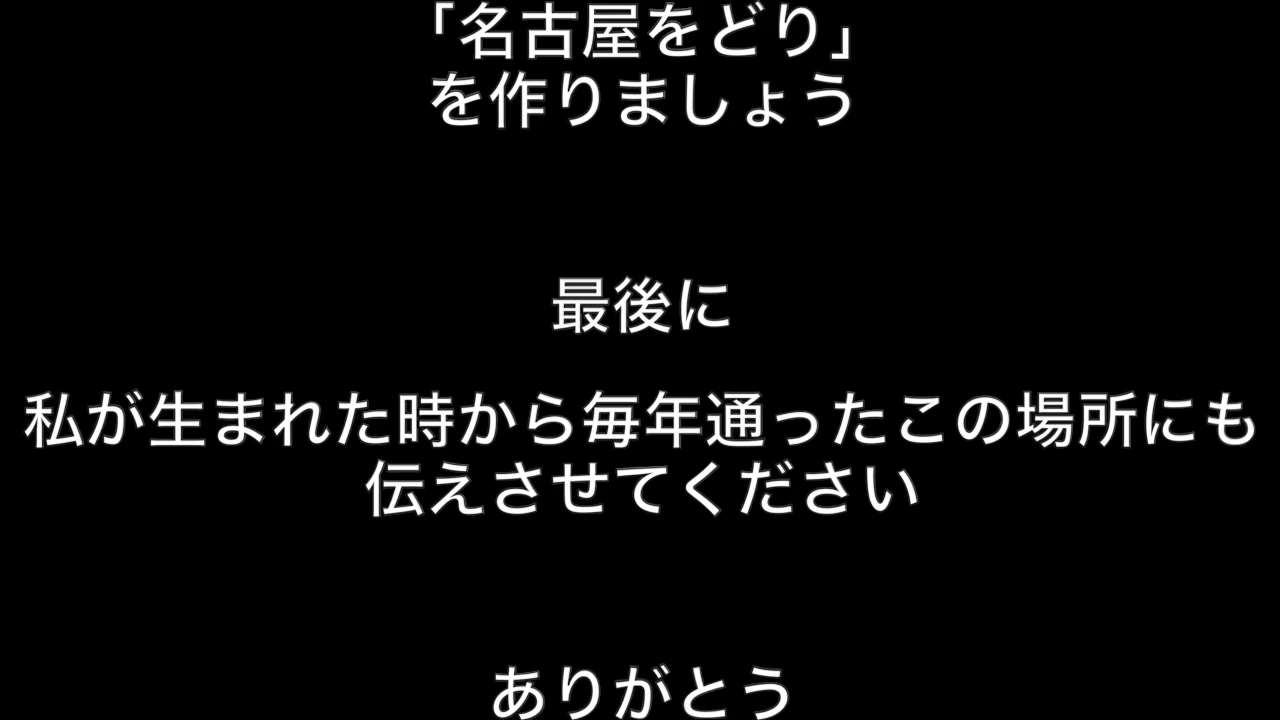 「名古屋をどり」
を作りましょう
最後に
私が生まれた時から毎年通ったこの場所にも
伝えさせてください
ありがとう